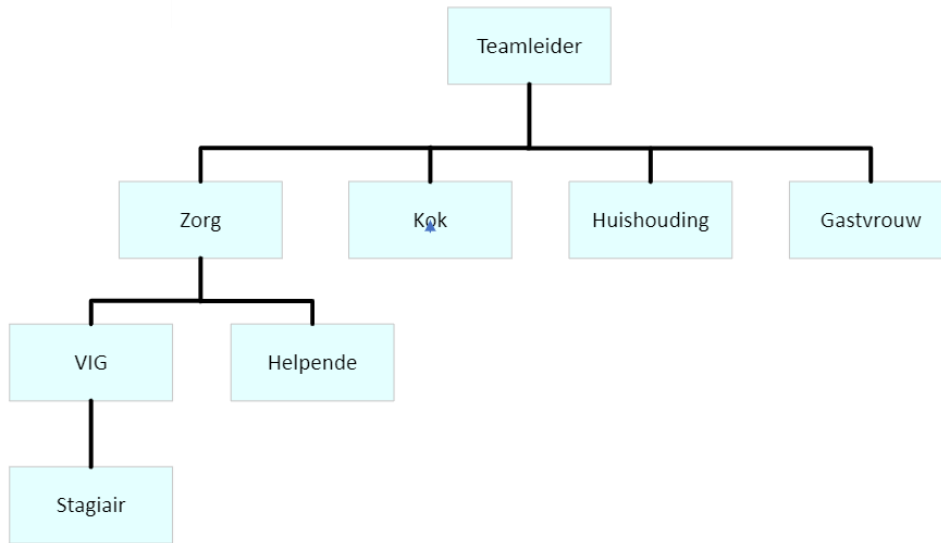 Teamleider
Zorg
Kok
Huishouding
Gastvrouw
VIG
Helpende
Stagiair